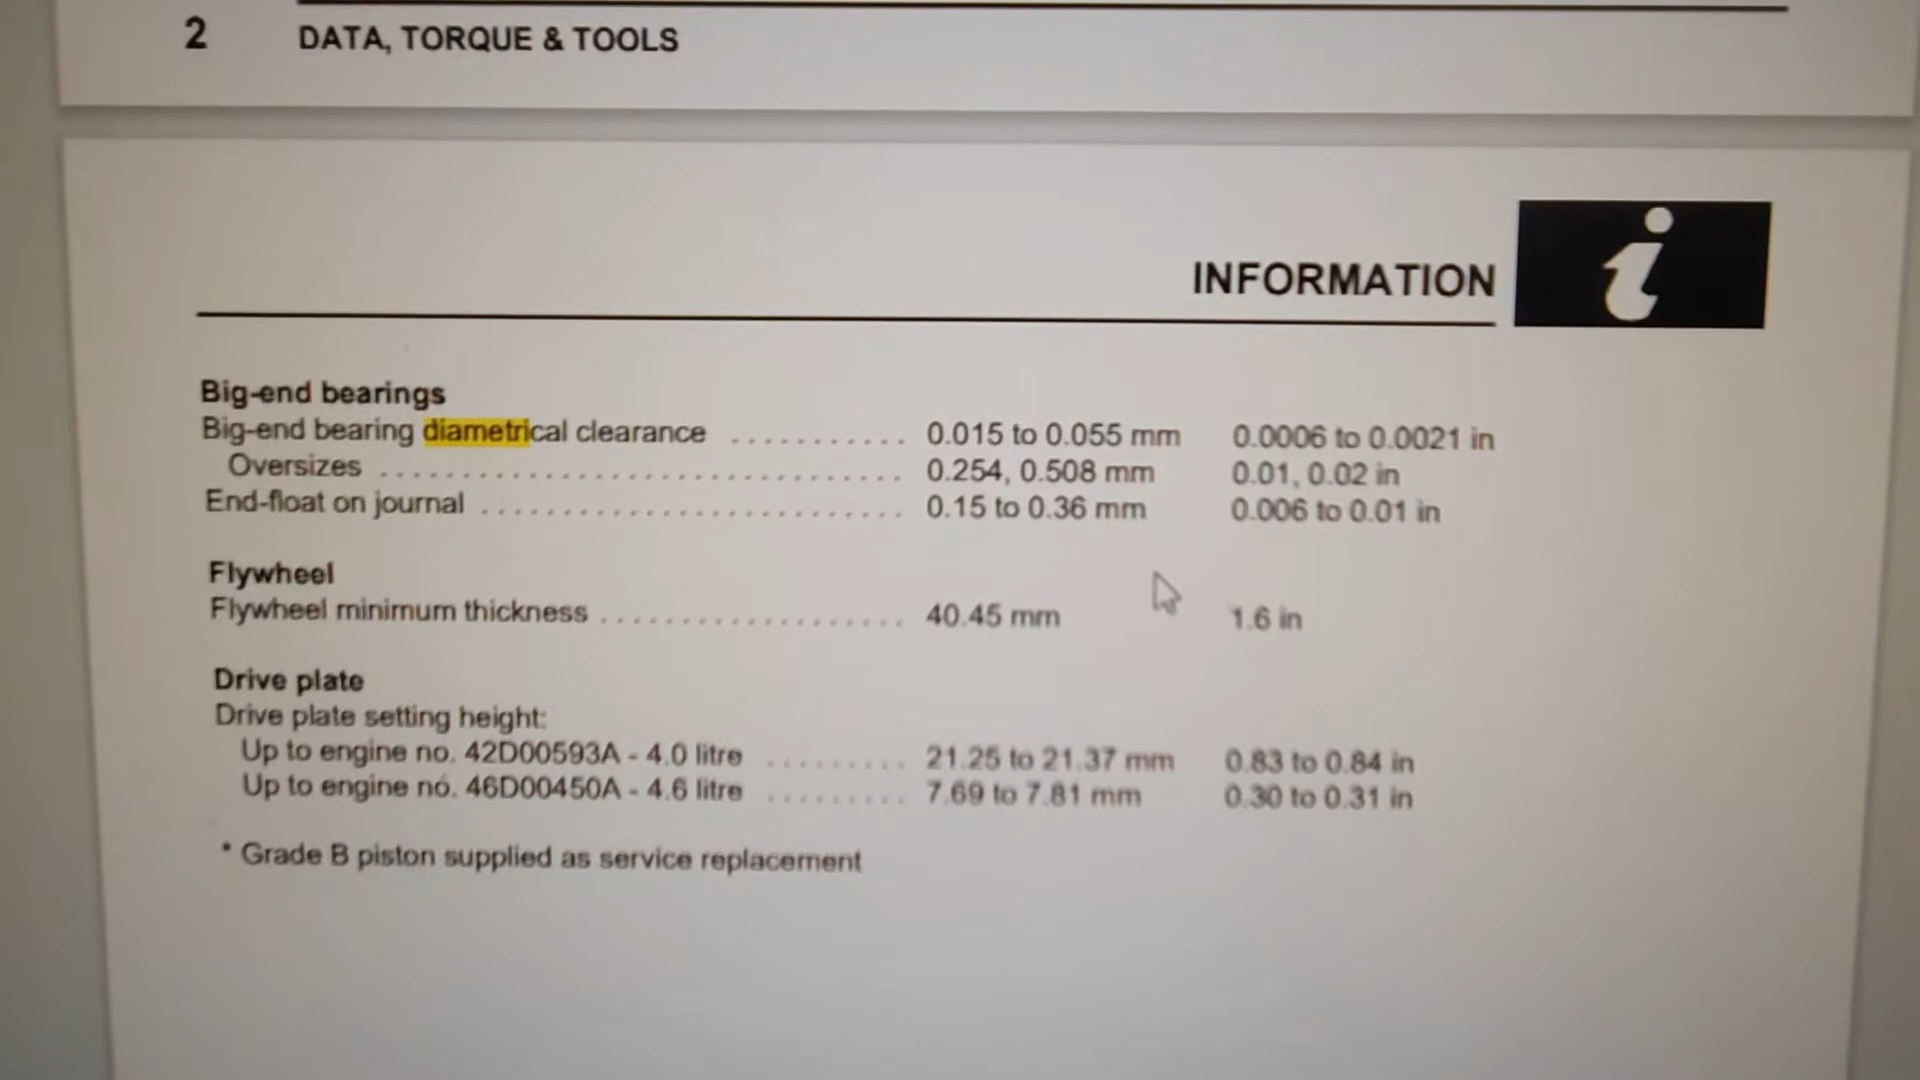 2 DATA, TORQUE & TOOLS
INFORMATION i
Big-end bearings
Big-end bearing diametrical clearance ........... 0.015 to 0.055 mm 0.0006 to 0.0021 in
Oversizes .............................. 0.254, 0.508 mm 0.01, 0.02 in
End-float on journal ........................ 0.15 to 0.36 mm 0.006 to 0.01 in
Flywheel
Flywheel minimum thickness ................. 40.45 mm 1.6 in
Drive plate
Drive plate setting height:
Up to engine no. 42D00593A - 4.0 litre ......... 21.25 to 21.37 mm 0.83 to 0.84 in
Up to engine no. 46D00450A - 4.6 litre ......... 7.69 to 7.81 mm 0.30 to 0.31 in
* Grade B piston supplied as service replacement